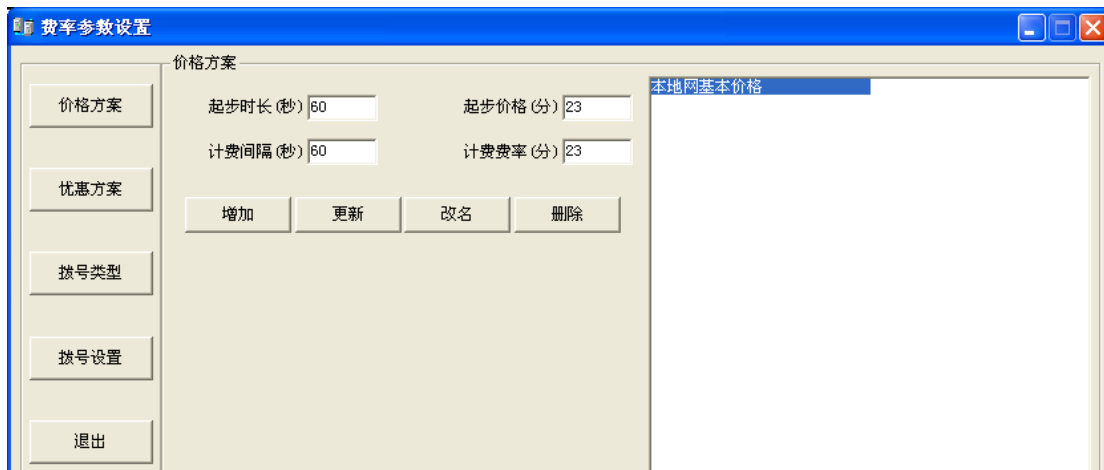 费率参数设置
价格方案
本地网基本价格
价格方案
起步时长(秒) 60
起步价格(分) 23
计费间隔(秒) 60
计费费率(分) 23
优惠方案
增加
更新
改名
删除
拨号类型
拨号设置
退出